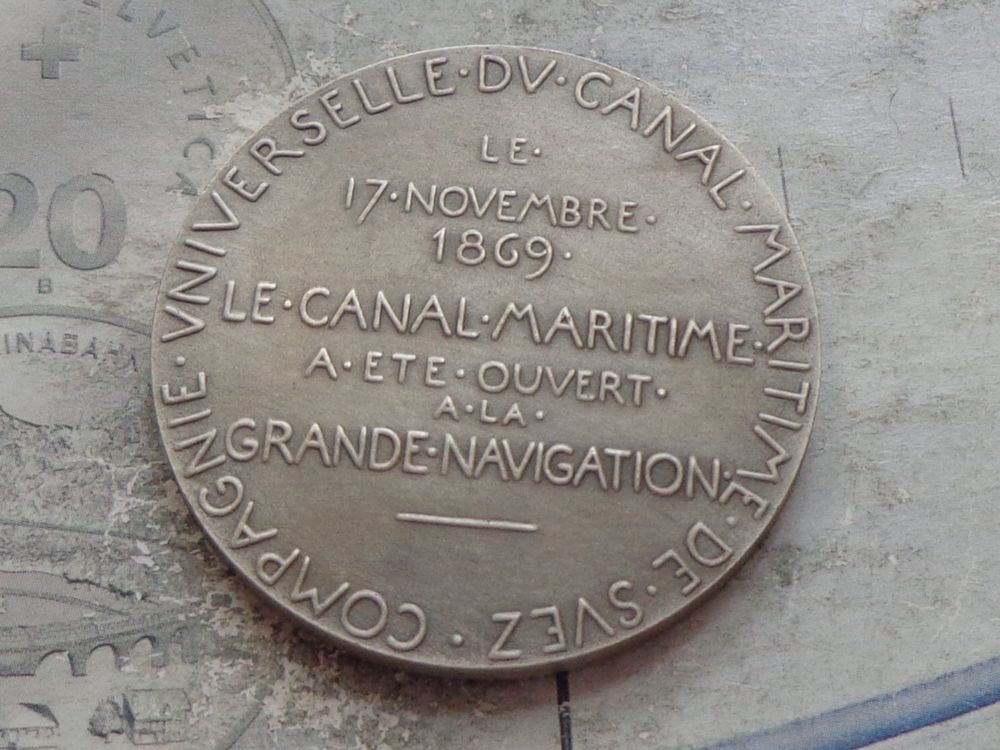 COMPAGNIE · VNIVERSELLE · DV · CANAL · MARITIME · DE · SVEZ ·
LE ·
17 · NOVEMBRE ·
1869 ·
LE · CANAL · MARITIME ·
A · ETE · OUVERT ·
A · LA ·
GRANDE · NAVIGATION ·
HELVETICA
20
B